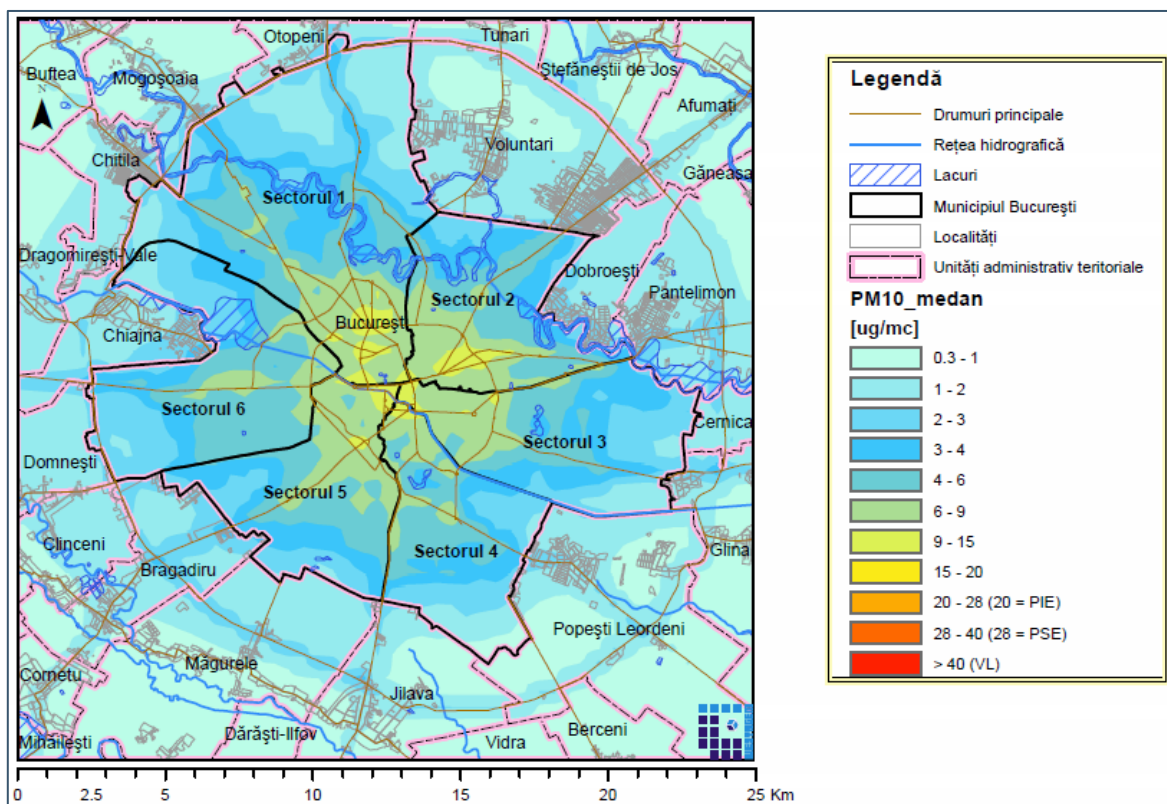 Otopeni
Tunari
Buftea
Mogoşoaia
Ştefăneştii de Jos
N
Afumaţi
Chitila
Voluntari
Găneasa
Sectorul 1
Dragomireşti-Vale
Dobroeşti
Sectorul 2
Pantelimon
Chiajna
Bucureşti
Sectorul 6
Sectorul 3
Cernica
Domneşti
Sectorul 5
Clinceni
Sectorul 4
Glina
Bragadiru
Popeşti Leordeni
Măgurele
Cornetu
Jilava
Mihăileşti
Dărăşti-Ilfov
Vidra
Berceni
0 2.5 5 10 15 20 25 Km
Legendă
Drumuri principale
Reţea hidrografică
Lacuri
Municipiul Bucureşti
Localităţi
Unităţi administrativ teritoriale
PM10_medan
[ug/mc]
0.3 - 1
1 - 2
2 - 3
3 - 4
4 - 6
6 - 9
9 - 15
15 - 20
20 - 28 (20 = PIE)
28 - 40 (28 = PSE)
> 40 (VL)